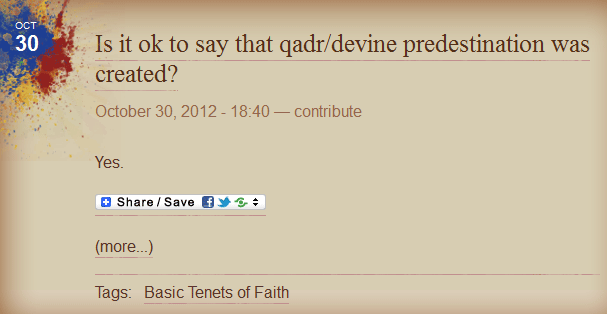 OCT
30
Is it ok to say that qadr/devine predestination was
created?
October 30, 2012 - 18:40 — contribute
Yes.
Share / Save
(more...)
Tags: Basic Tenets of Faith